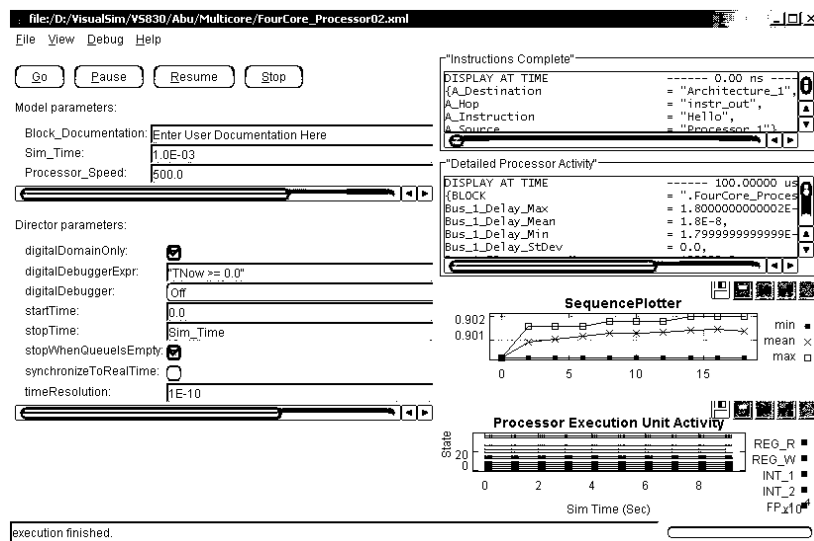 file:/D:/VisualSim/VS830/Abu/Multicore/FourCore_Processor02.xml
File View Debug Help
Go Pause Resume Stop
Model parameters:
Block_Documentation: Enter User Documentation Here
Sim_Time: 1.0E-03
Processor_Speed: 500.0
Director parameters:
digitalDomainOnly:
digitalDebuggerExpr: "TNow >= 0.0"
digitalDebugger: Off
startTime: 0.0
stopTime: Sim_Time
stopWhenQueueIsEmpty:
synchronizeToRealTime:
timeResolution: 1E-10
"Instructions Complete"
DISPLAY AT TIME ------ 0.00 ns ----
{A_Destination = "Architecture_1",
A_Hop = "instr_out",
A_Instruction = "Hello",
A_Source = "Processor_1"}
"Detailed Processor Activity"
DISPLAY AT TIME ------ 100.00000 us
{BLOCK = ".FourCore_Proces
Bus_1_Delay_Max = 1.8000000000002E-
Bus_1_Delay_Mean = 1.8E-8,
Bus_1_Delay_Min = 1.7999999999999E-
Bus_1_Delay_StDev = 0.0,
SequencePlotter
0.902
0.901
min
mean
max
0 5 10 15
Processor Execution Unit Activity
State
20
0
REG_R
REG_W
INT_1
INT_2
FP
0 2 4 6 8
x10^4
Sim Time (Sec)
execution finished.